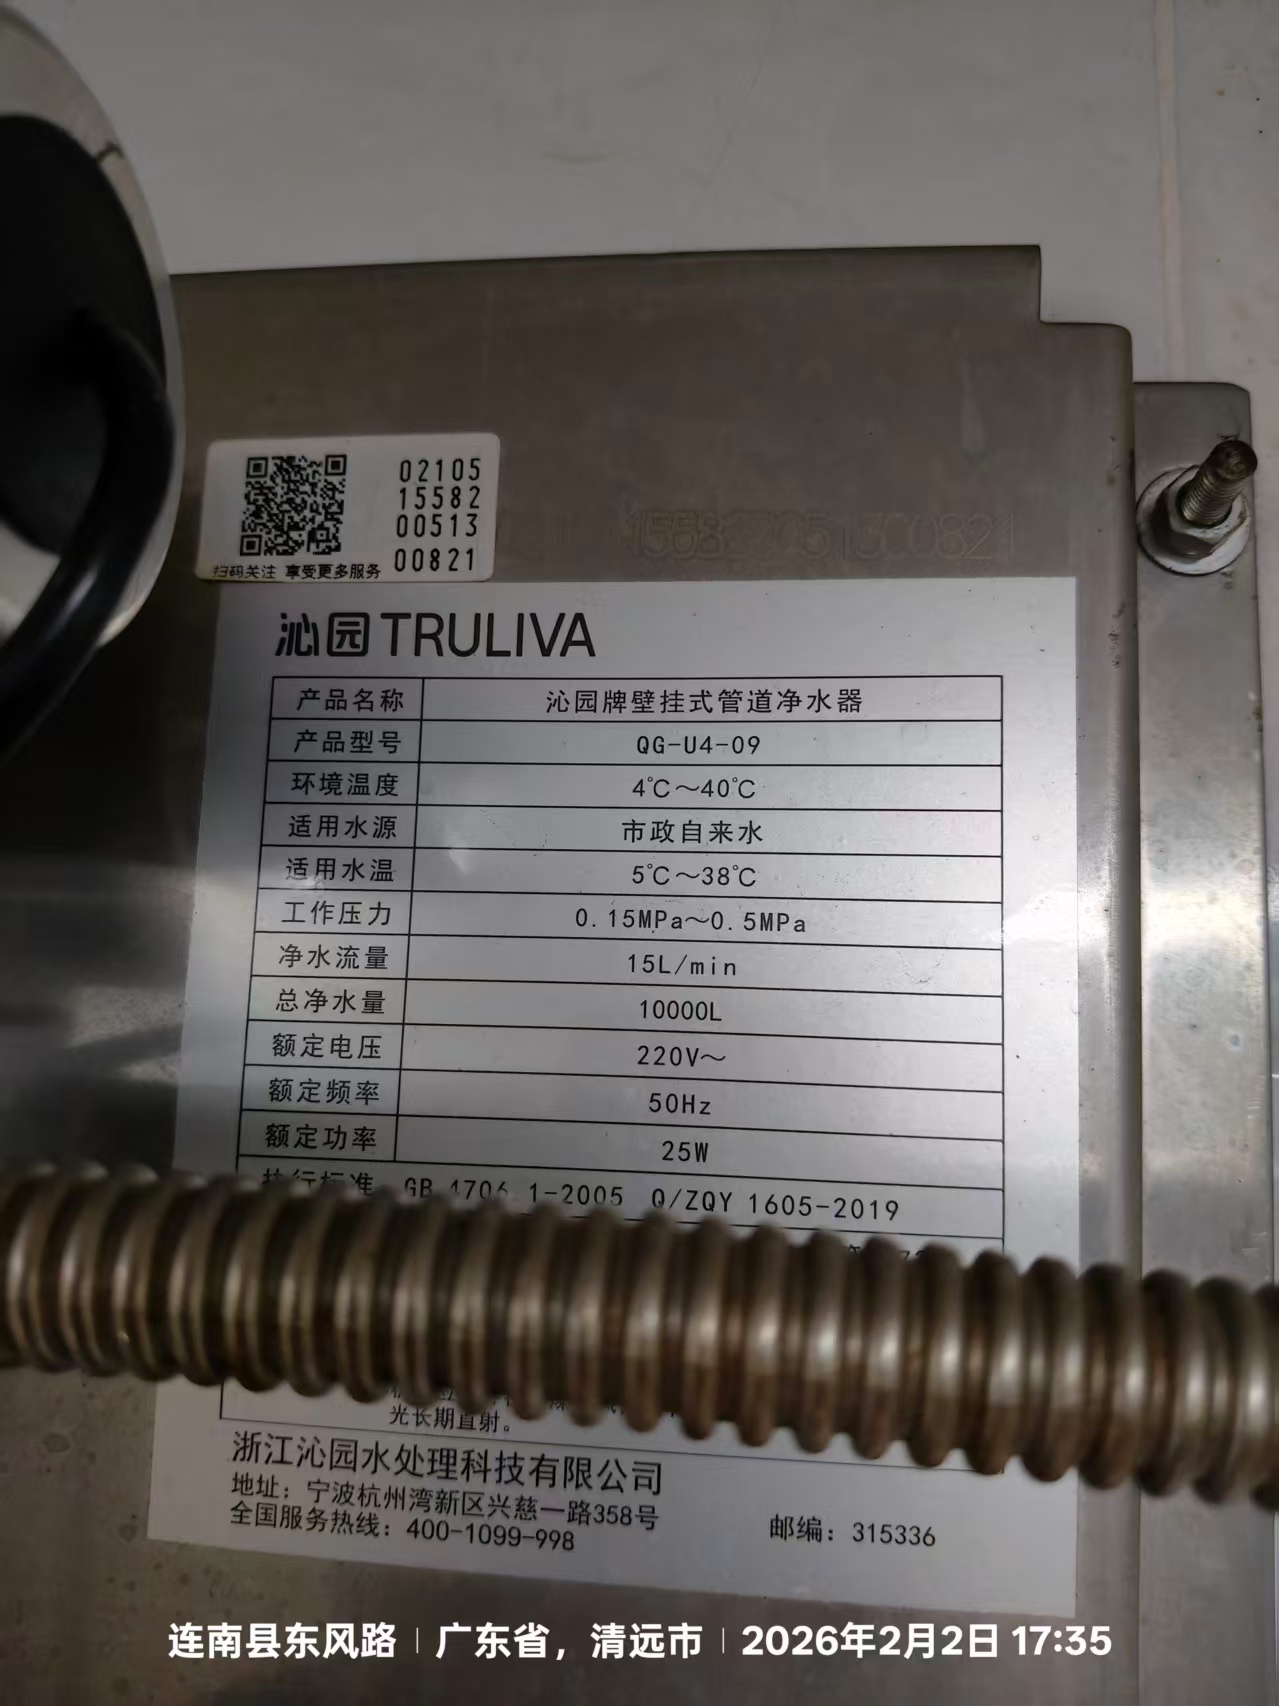 02105
15582
00513
00821
扫码关注 享受更多服务
沁园 TRULIVA
产品名称 沁园牌壁挂式管道净水器
产品型号 QG-U4-09
环境温度 4℃~40℃
适用水源 市政自来水
适用水温 5℃~38℃
工作压力 0.15MPa~0.5MPa
净水流量 15L/min
总净水量 10000L
额定电压 220V~
额定频率 50Hz
额定功率 25W
执行标准 GB 4706.1-2005 Q/ZQY 1605-2019
光长期直射。
浙江沁园水处理科技有限公司
地址：宁波杭州湾新区兴慈一路358号
全国服务热线：400-1099-998 邮编：315336
连南县东风路 | 广东省，清远市 | 2026年2月2日 17:35